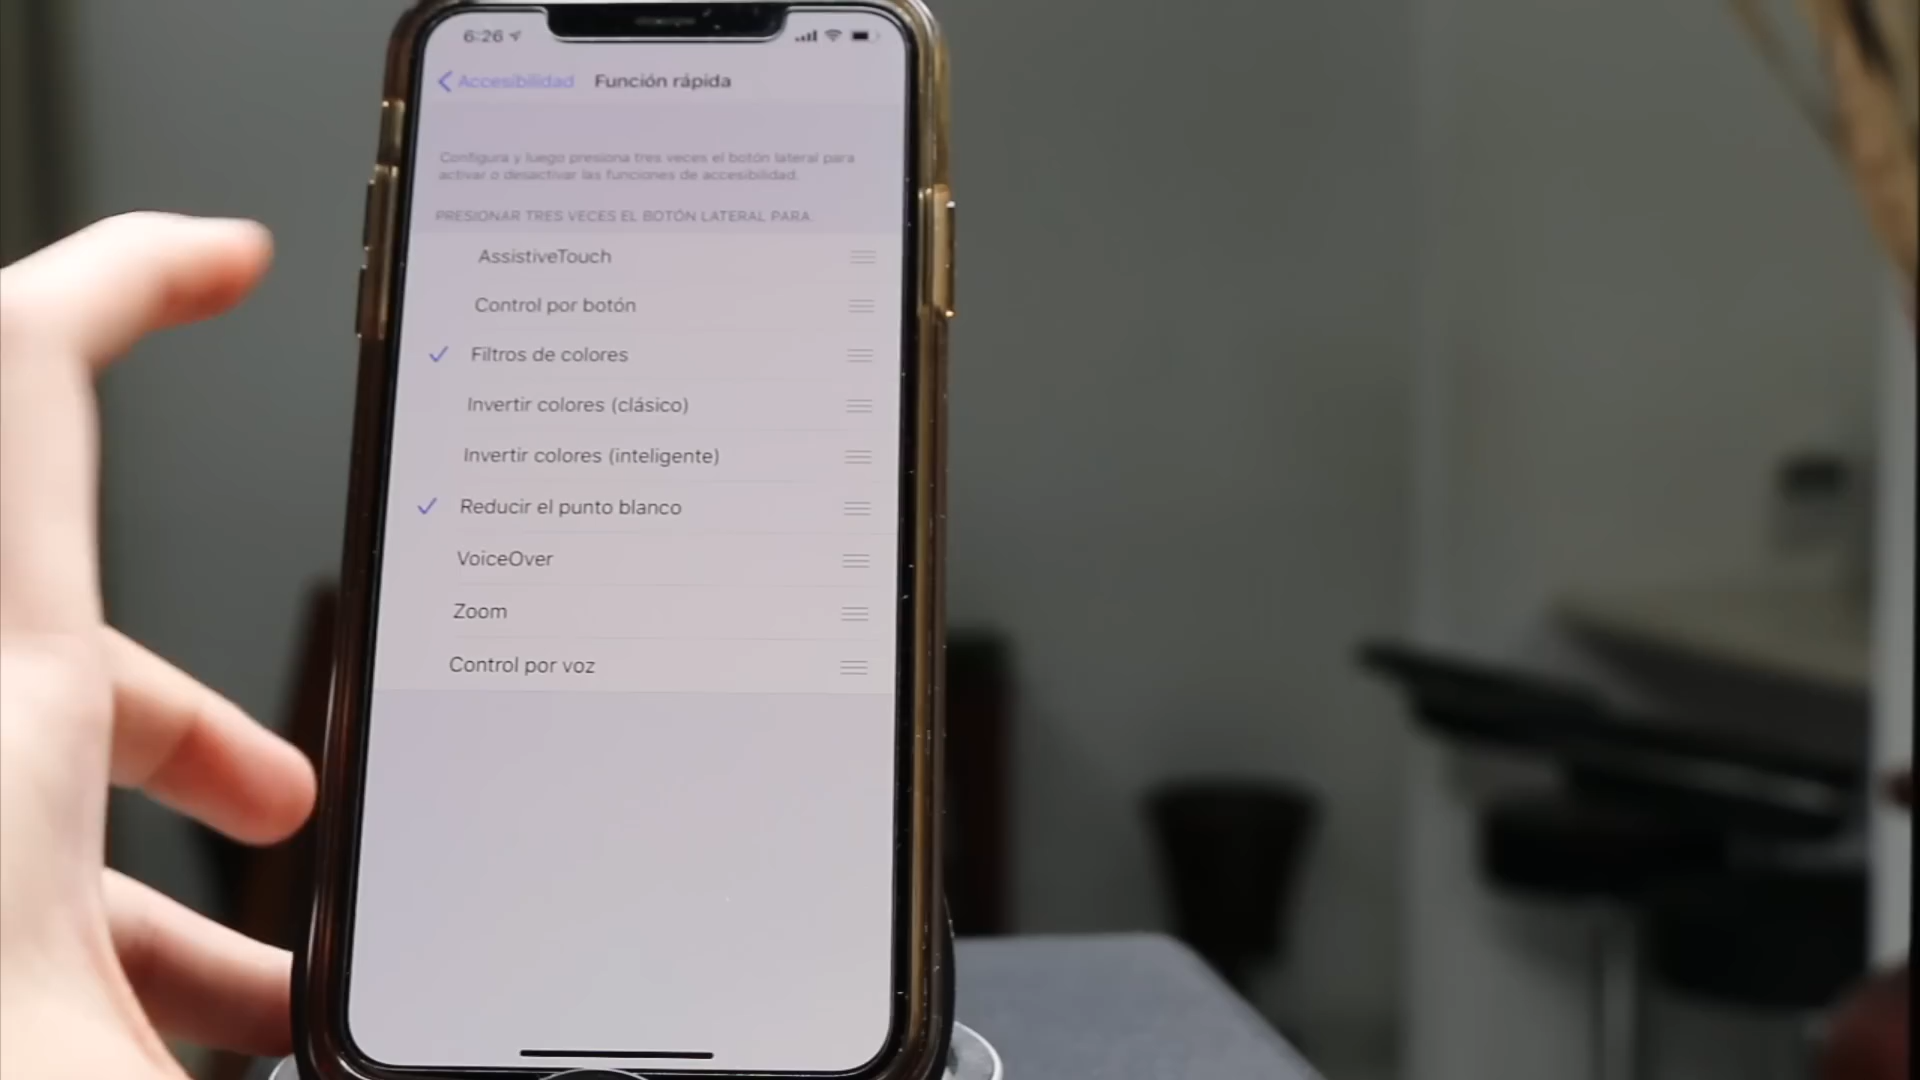 6:26
Accesibilidad Función rápida
Configura y luego presiona tres veces el botón lateral para
activar o desactivar las funciones de accesibilidad.
PRESIONAR TRES VECES EL BOTÓN LATERAL PARA:
AssistiveTouch
Control por botón
Filtros de colores
Invertir colores (clásico)
Invertir colores (inteligente)
Reducir el punto blanco
VoiceOver
Zoom
Control por voz